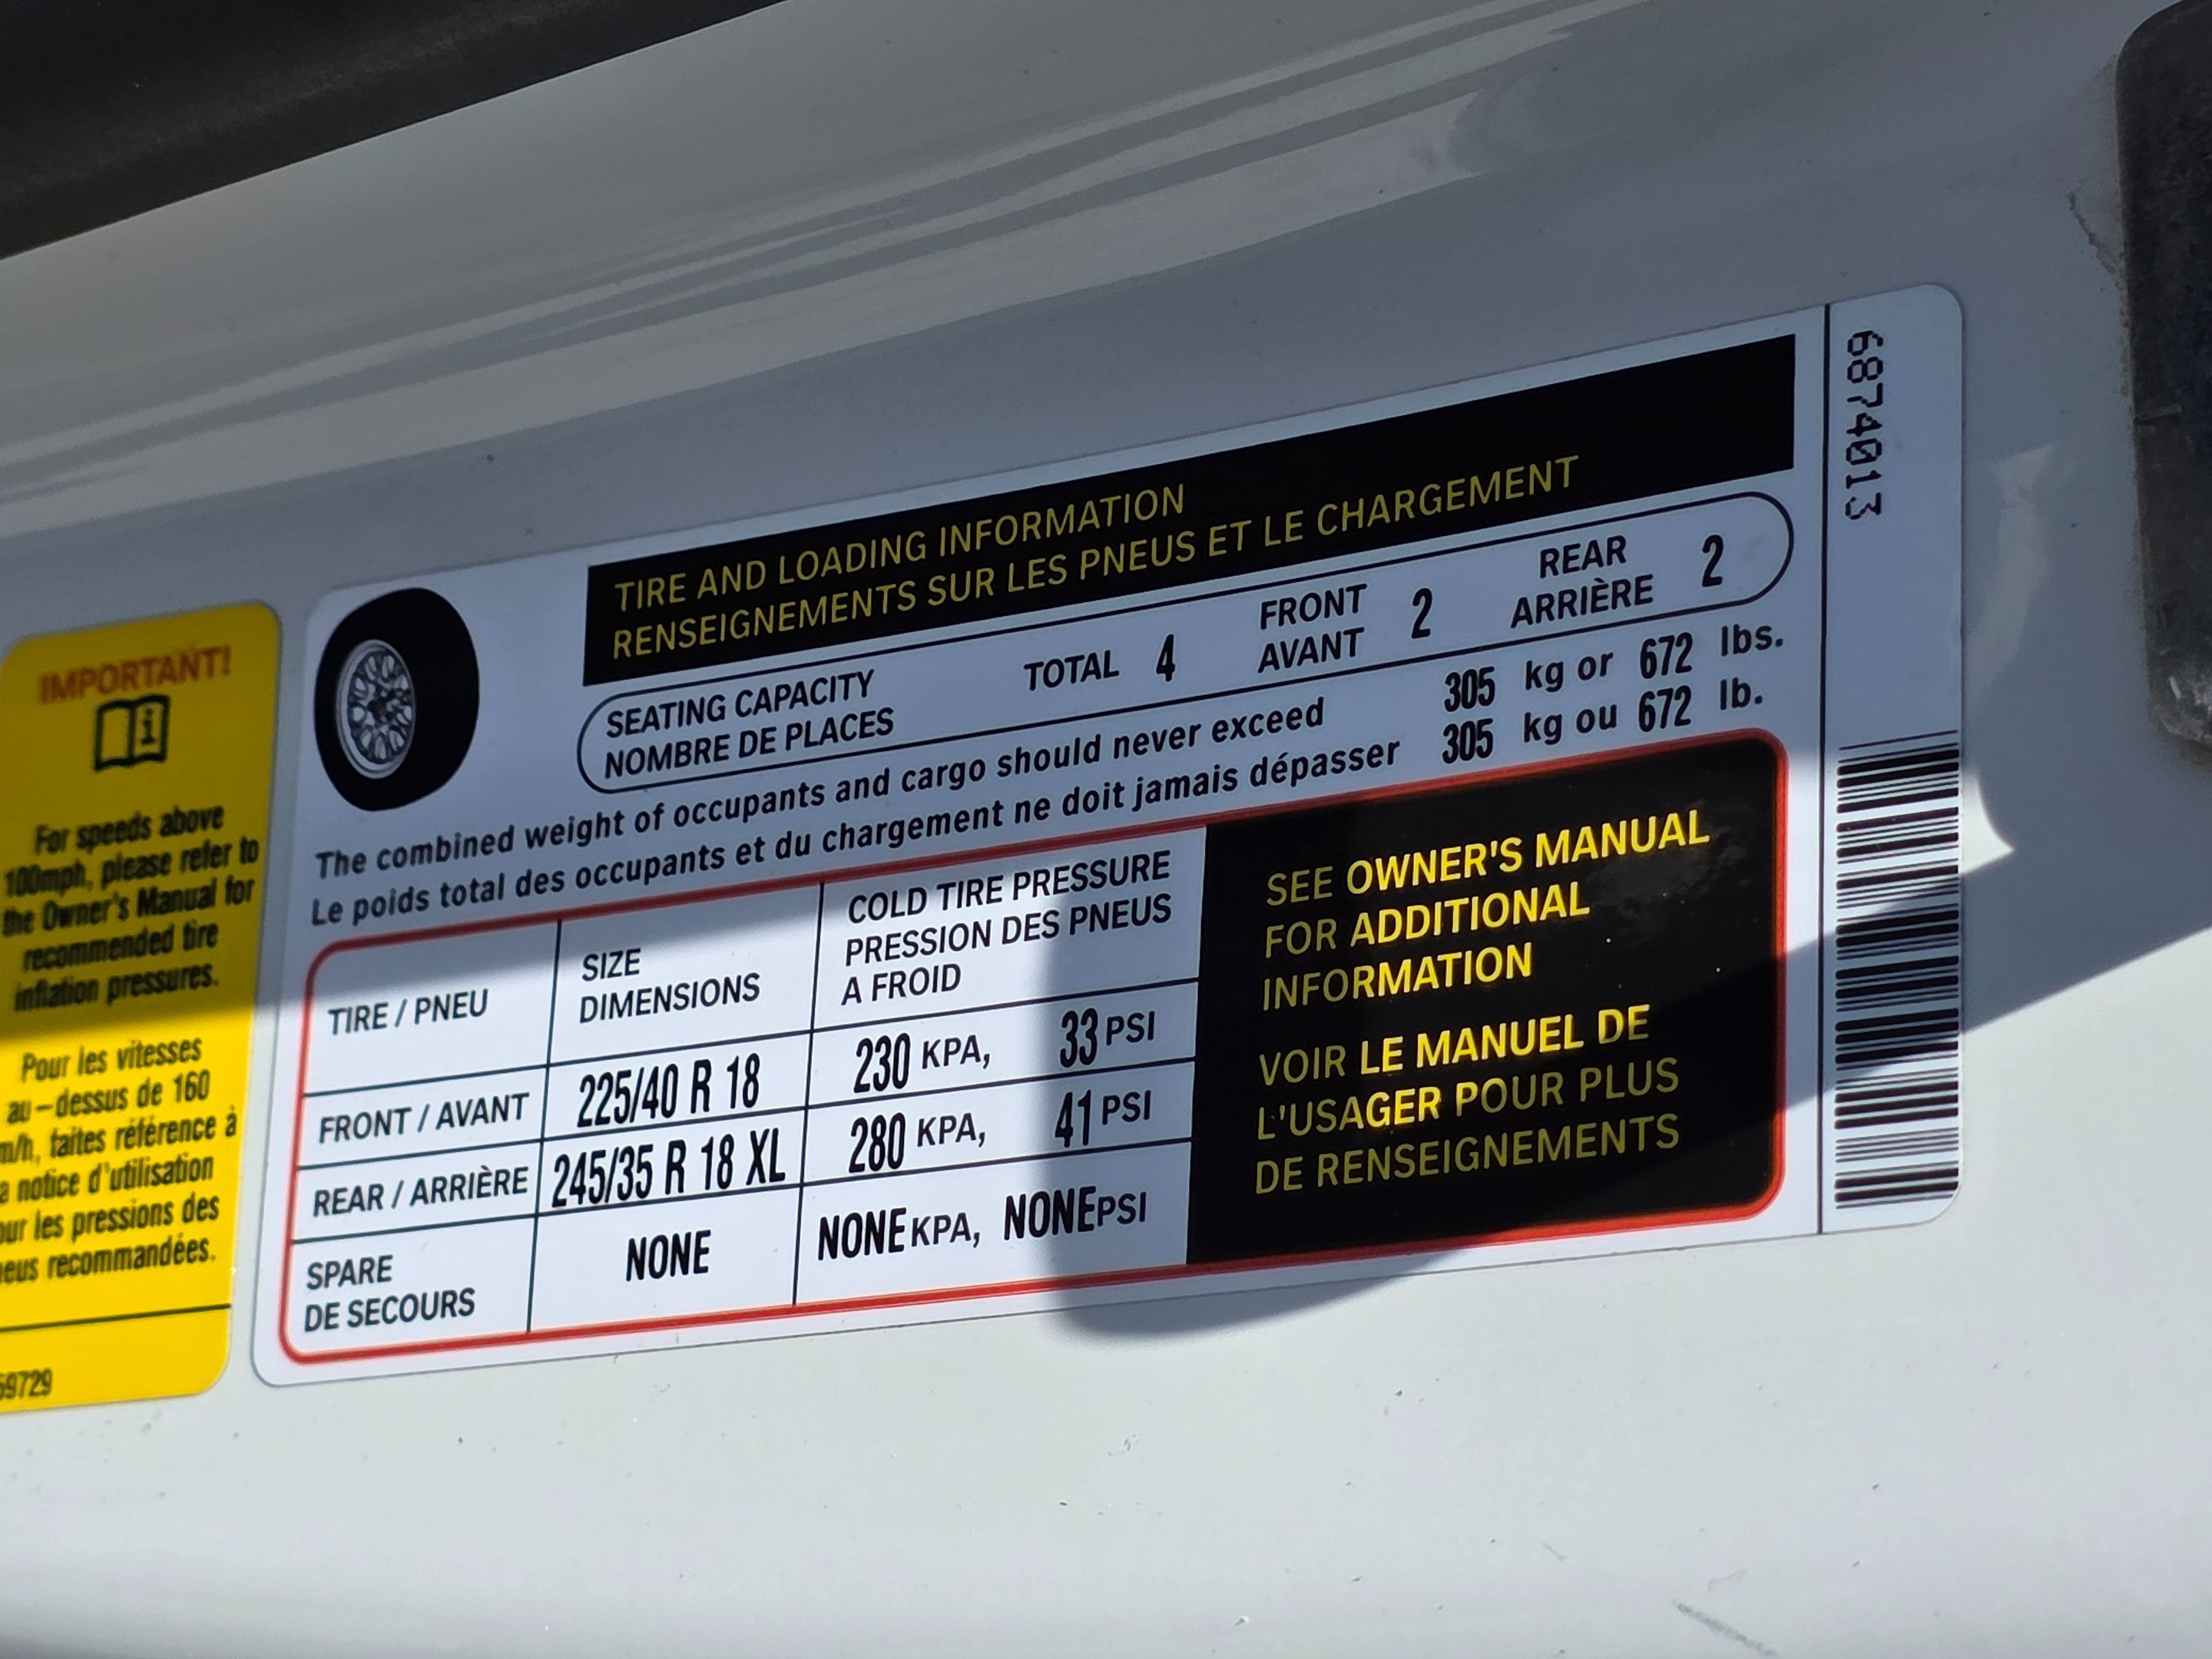 IMPORTANT!
For speeds above
100mph, please refer to
the Owner's Manual for
recommended tire
inflation pressures.
Pour les vitesses
au-dessus de 160
m/h, faites référence à
a notice d'utilisation
our les pressions des
neus recommandées.
59729
TIRE AND LOADING INFORMATION
RENSEIGNEMENTS SUR LES PNEUS ET LE CHARGEMENT
SEATING CAPACITY
NOMBRE DE PLACES
TOTAL 4
FRONT
AVANT
2
REAR
ARRIÈRE
2
The combined weight of occupants and cargo should never exceed 305 kg or 672 lbs.
Le poids total des occupants et du chargement ne doit jamais dépasser 305 kg ou 672 lb.
TIRE / PNEU
SIZE
DIMENSIONS
COLD TIRE PRESSURE
PRESSION DES PNEUS
A FROID
FRONT / AVANT 225/40 R 18 230 KPA, 33 PSI
REAR / ARRIÈRE 245/35 R 18 XL 280 KPA, 41 PSI
SPARE
DE SECOURS
NONE NONE KPA, NONE PSI
SEE OWNER'S MANUAL
FOR ADDITIONAL
INFORMATION
VOIR LE MANUEL DE
L'USAGER POUR PLUS
DE RENSEIGNEMENTS
6874013